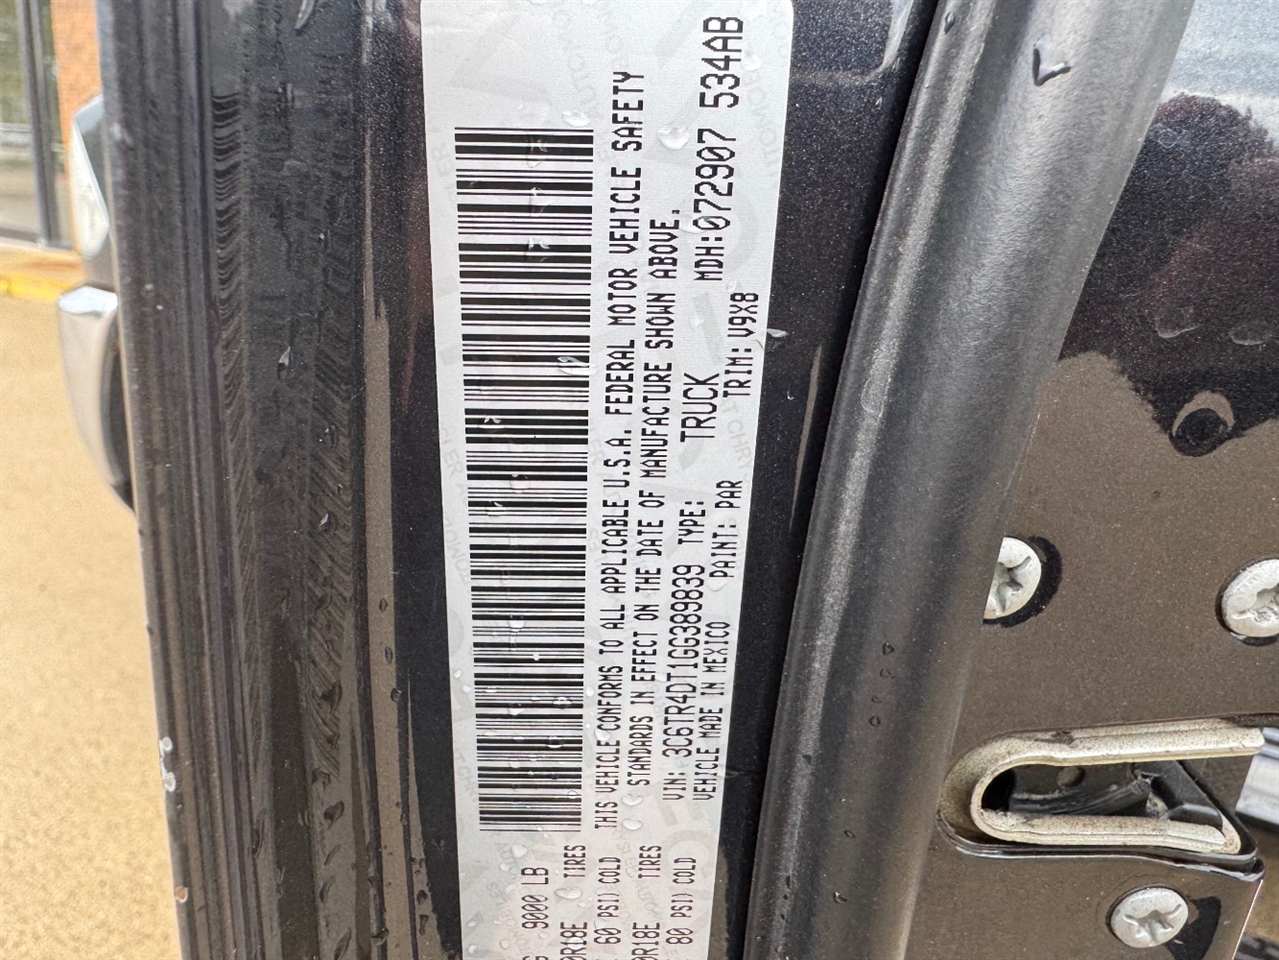 9000 LB
0R18E TIRES
60 PSI) COLD
0R18E TIRES
80 PSI) COLD
THIS VEHICLE CONFORMS TO ALL APPLICABLE U.S.A. FEDERAL MOTOR VEHICLE SAFETY
STANDARDS IN EFFECT ON THE DATE OF MANUFACTURE SHOWN ABOVE.
VIN: 3C6TR4DT1GG389839 TYPE: TRUCK MDH:072907 534AB
VEHICLE MADE IN MEXICO PAINT: PAR TRIM: V9X8